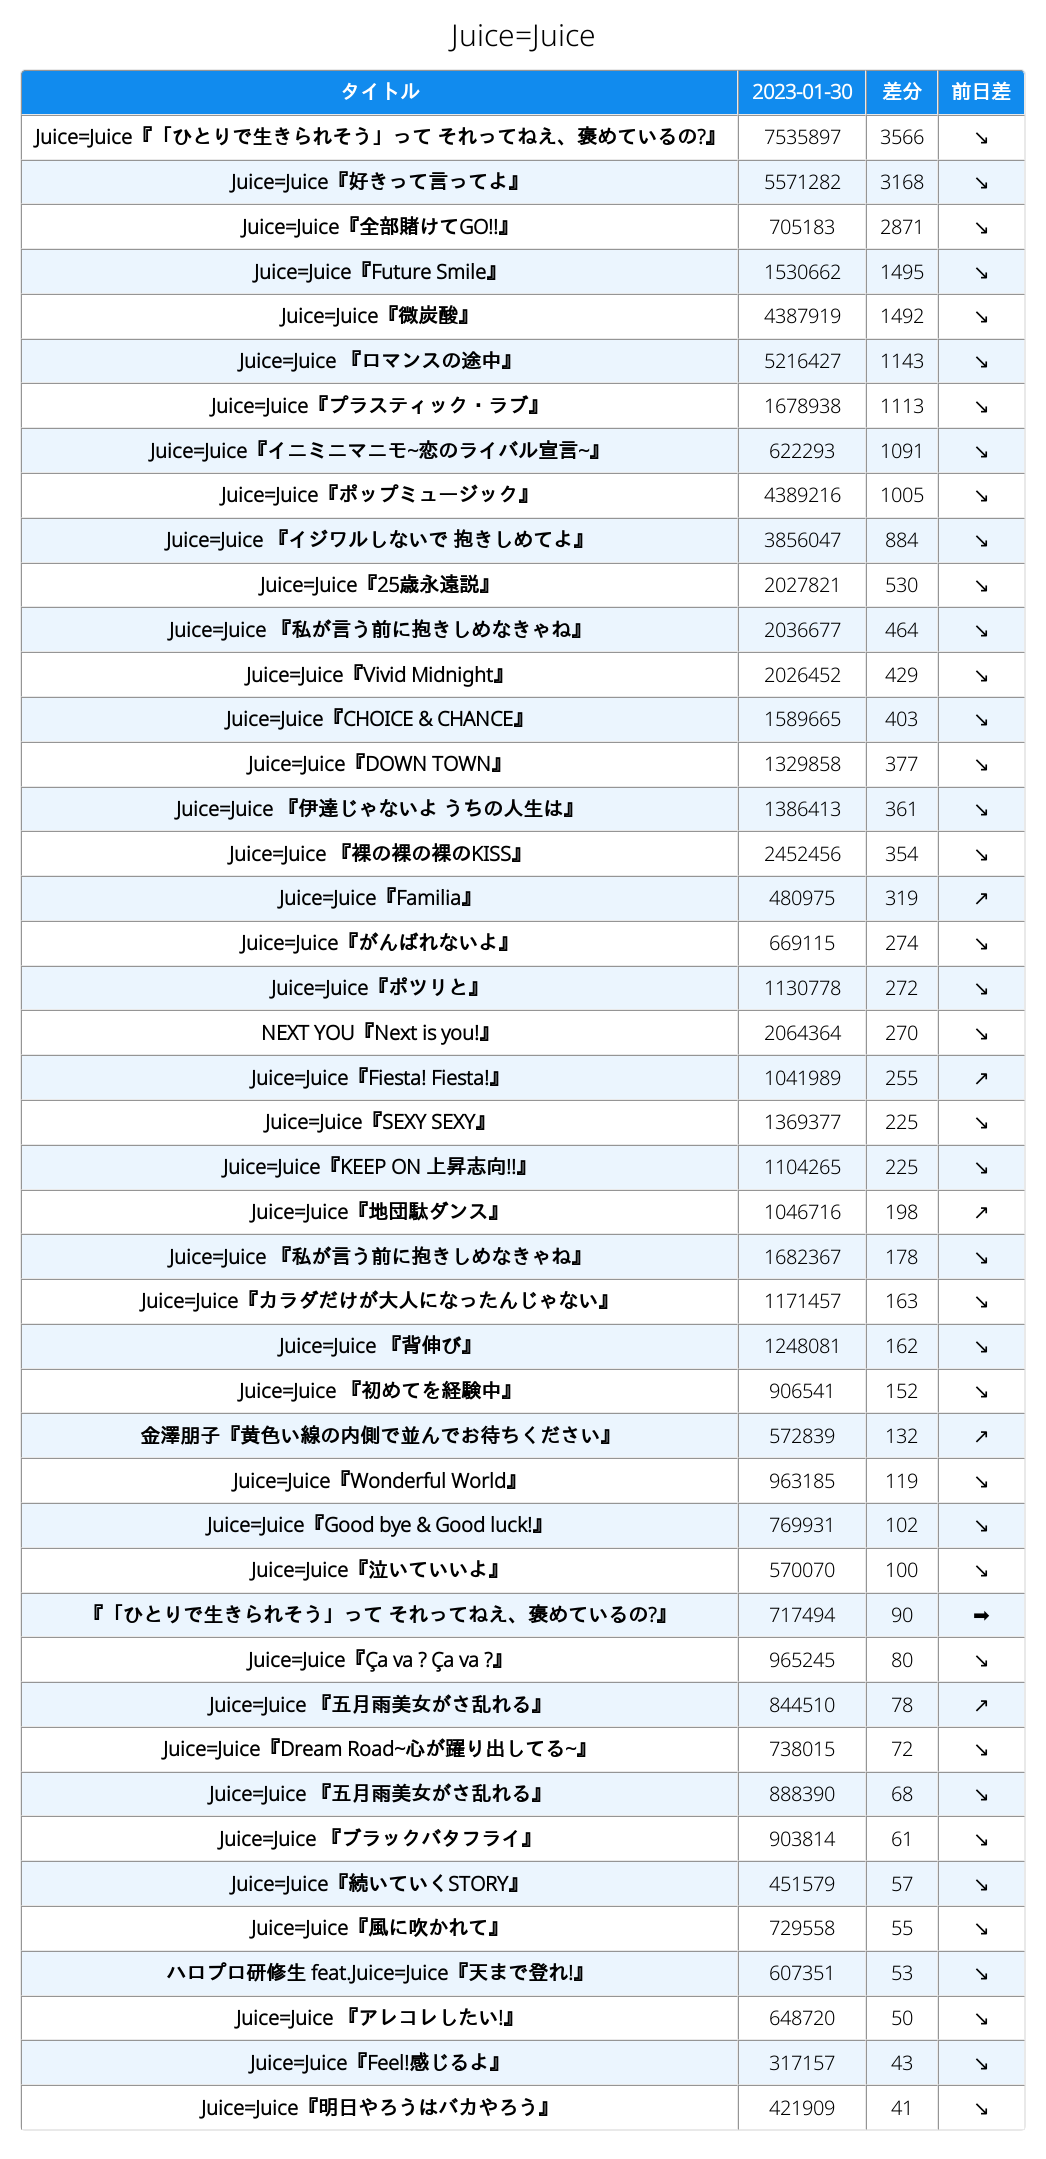 Juice=Juice
タイトル 2023-01-30 差分 前日差
Juice=Juice『「ひとりで生きられそう」って それってねえ、褒めているの?』 7535897 3566 ↘
Juice=Juice『好きって言ってよ』 5571282 3168 ↘
Juice=Juice『全部賭けてGO!!』 705183 2871 ↘
Juice=Juice『Future Smile』 1530662 1495 ↘
Juice=Juice『微炭酸』 4387919 1492 ↘
Juice=Juice 『ロマンスの途中』 5216427 1143 ↘
Juice=Juice『プラスティック・ラブ』 1678938 1113 ↘
Juice=Juice『イニミニマニモ~恋のライバル宣言~』 622293 1091 ↘
Juice=Juice『ポップミュージック』 4389216 1005 ↘
Juice=Juice 『イジワルしないで 抱きしめてよ』 3856047 884 ↘
Juice=Juice『25歳永遠説』 2027821 530 ↘
Juice=Juice 『私が言う前に抱きしめなきゃね』 2036677 464 ↘
Juice=Juice『Vivid Midnight』 2026452 429 ↘
Juice=Juice『CHOICE & CHANCE』 1589665 403 ↘
Juice=Juice『DOWN TOWN』 1329858 377 ↘
Juice=Juice 『伊達じゃないよ うちの人生は』 1386413 361 ↘
Juice=Juice 『裸の裸の裸のKISS』 2452456 354 ↘
Juice=Juice『Familia』 480975 319 ↗
Juice=Juice『がんばれないよ』 669115 274 ↘
Juice=Juice『ポツリと』 1130778 272 ↘
NEXT YOU『Next is you!』 2064364 270 ↘
Juice=Juice『Fiesta! Fiesta!』 1041989 255 ↗
Juice=Juice『SEXY SEXY』 1369377 225 ↘
Juice=Juice『KEEP ON 上昇志向!!』 1104265 225 ↘
Juice=Juice『地団駄ダンス』 1046716 198 ↗
Juice=Juice 『私が言う前に抱きしめなきゃね』 1682367 178 ↘
Juice=Juice『カラダだけが大人になったんじゃない』 1171457 163 ↘
Juice=Juice 『背伸び』 1248081 162 ↘
Juice=Juice 『初めてを経験中』 906541 152 ↘
金澤朋子『黄色い線の内側で並んでお待ちください』 572839 132 ↗
Juice=Juice『Wonderful World』 963185 119 ↘
Juice=Juice『Good bye & Good luck!』 769931 102 ↘
Juice=Juice『泣いていいよ』 570070 100 ↘
『「ひとりで生きられそう」って それってねえ、褒めているの?』 717494 90 ➡
Juice=Juice『Ça va ? Ça va ?』 965245 80 ↘
Juice=Juice 『五月雨美女がさ乱れる』 844510 78 ↗
Juice=Juice『Dream Road~心が躍り出してる~』 738015 72 ↘
Juice=Juice 『五月雨美女がさ乱れる』 888390 68 ↘
Juice=Juice 『ブラックバタフライ』 903814 61 ↘
Juice=Juice『続いていくSTORY』 451579 57 ↘
Juice=Juice『風に吹かれて』 729558 55 ↘
ハロプロ研修生 feat.Juice=Juice『天まで登れ!』 607351 53 ↘
Juice=Juice 『アレコレしたい!』 648720 50 ↘
Juice=Juice『Feel!感じるよ』 317157 43 ↘
Juice=Juice『明日やろうはバカやろう』 421909 41 ↘